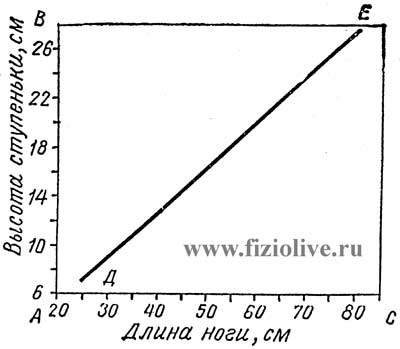 В
Е
26
22
18
14
10
6
Высота ступеньки, см
Д
www.fiziolive.ru
А
20 30 40 50 60 70 80
С
Длина ноги, см